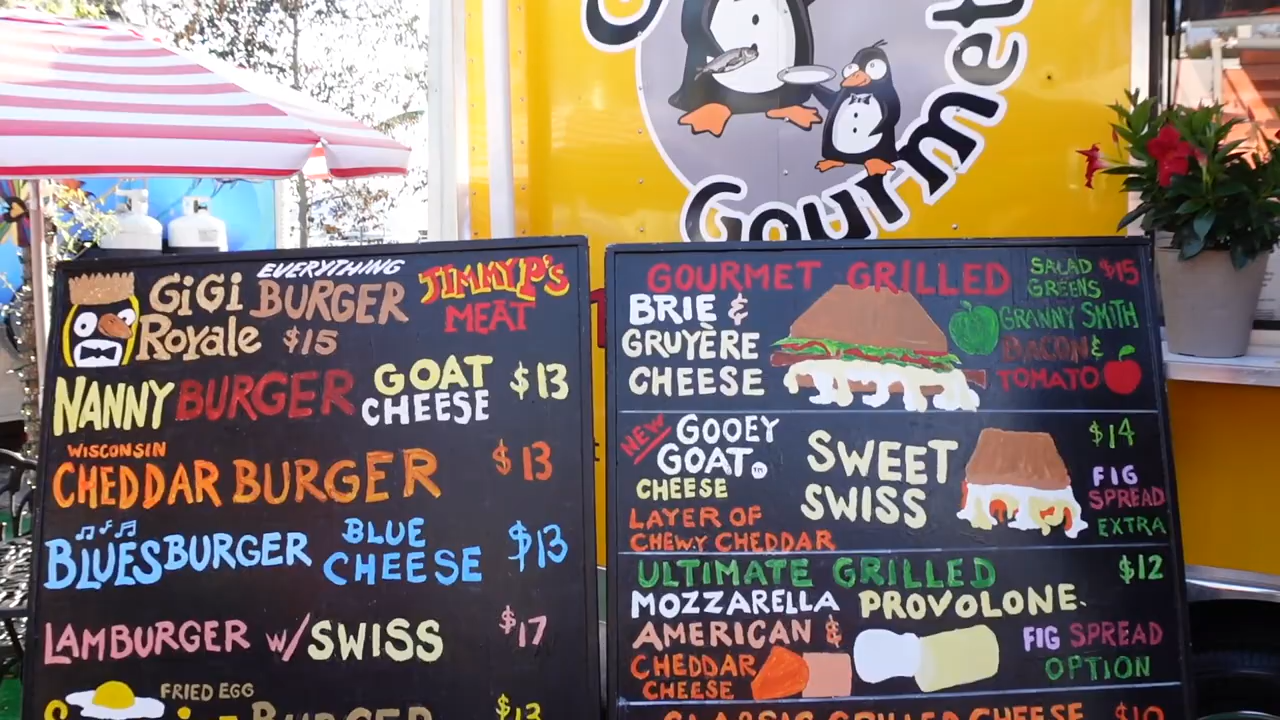 Gourmet
GiGi EVERYTHING BURGER JIMMY P'S
Royale $15 MEAT
NANNY BURGER GOAT CHEESE $13
WISCONSIN
CHEDDAR BURGER $13
BLUESBURGER BLUE CHEESE $13
LAMBURGER w/SWISS $17
FRIED EGG
BURGER $13
GOURMET GRILLED SALAD GREENS $15
BRIE & GRANNY SMITH
GRUYÈRE BACON &
CHEESE TOMATO
NEW GOOEY $14
GOAT TM SWEET
CHEESE SWISS FIG SPREAD
LAYER OF EXTRA
CHEWY CHEDDAR
ULTIMATE GRILLED $12
MOZZARELLA PROVOLONE.
AMERICAN & FIG SPREAD
CHEDDAR OPTION
CHEESE
CLASSIC GRILLED CHEESE $10